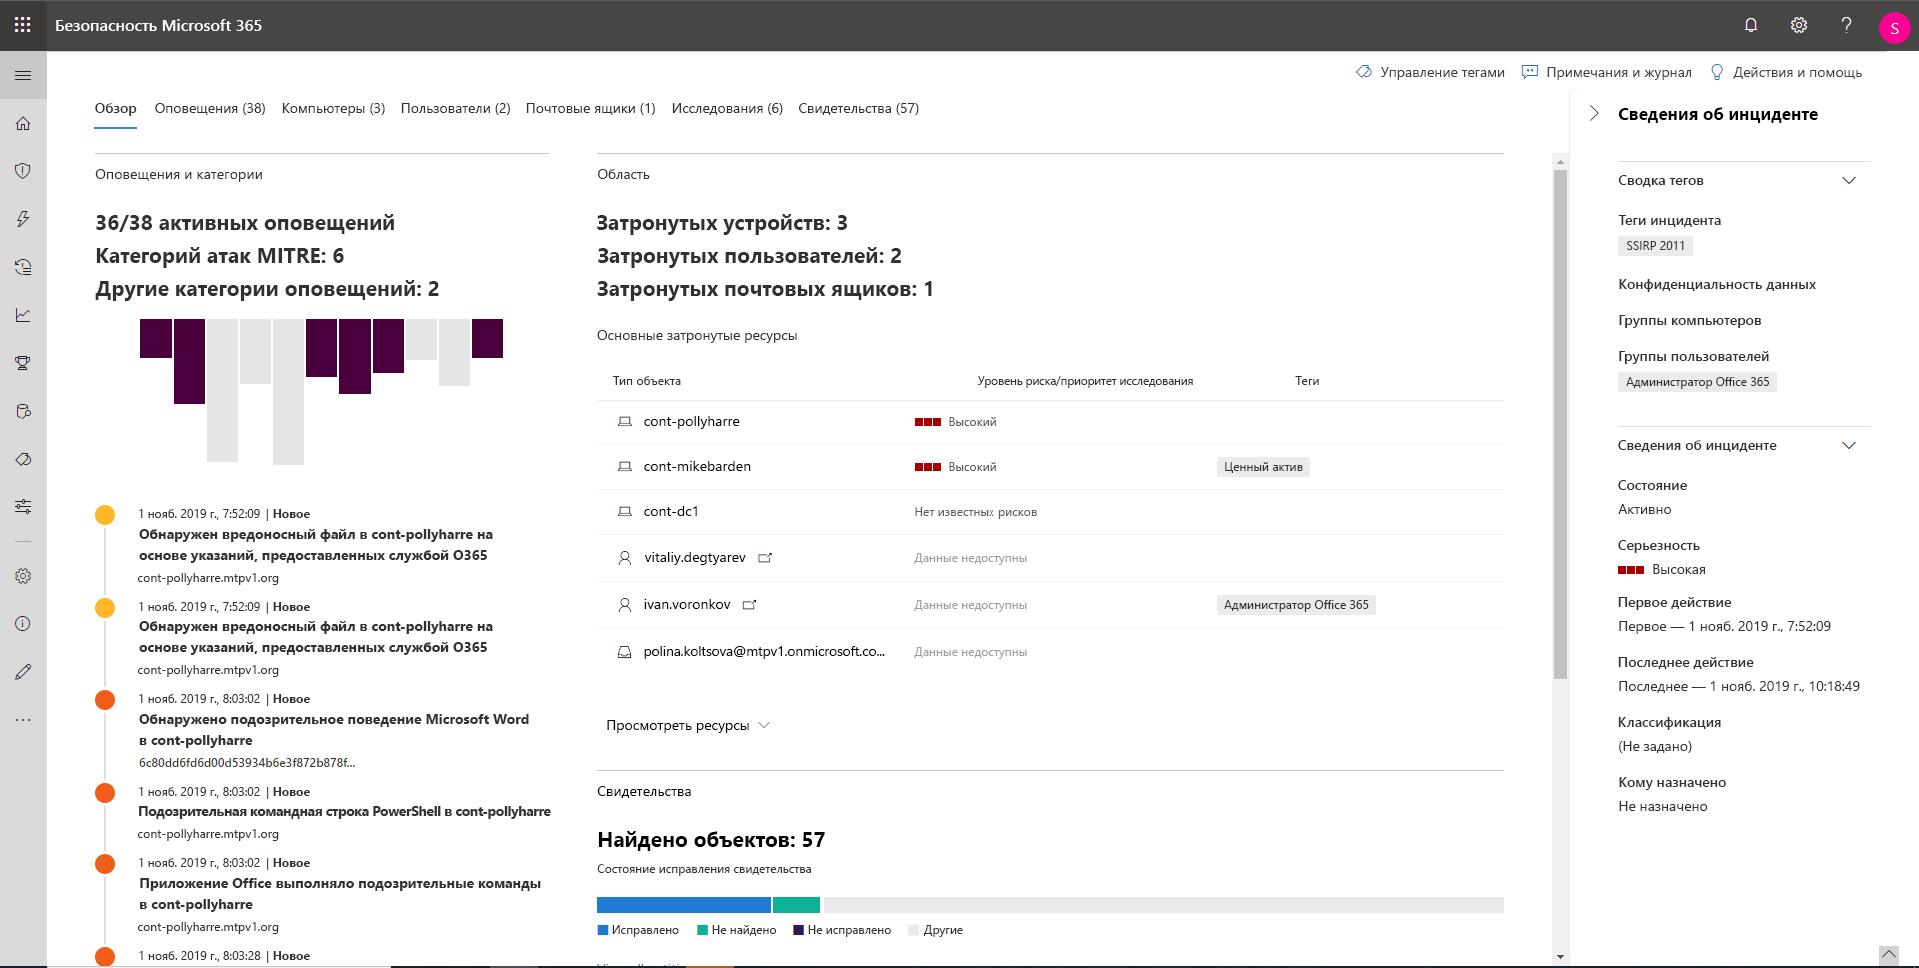 Безопасность Microsoft 365
S
Управление тегами
Примечания и журнал
Действия и помощь
Обзор
Оповещения (38)
Компьютеры (3)
Пользователи (2)
Почтовые ящики (1)
Исследования (6)
Свидетельства (57)
Оповещения и категории
36/38 активных оповещений
Категорий атак MITRE: 6
Другие категории оповещений: 2
1 нояб. 2019 г., 7:52:09 | Новое
Обнаружен вредоносный файл в cont-pollyharre на
основе указаний, предоставленных службой O365
cont-pollyharre.mtpv1.org
1 нояб. 2019 г., 7:52:09 | Новое
Обнаружен вредоносный файл в cont-pollyharre на
основе указаний, предоставленных службой O365
cont-pollyharre.mtpv1.org
1 нояб. 2019 г., 8:03:02 | Новое
Обнаружено подозрительное поведение Microsoft Word
в cont-pollyharre
6c80dd6fd6d00d53934b6e3f872b878f...
1 нояб. 2019 г., 8:03:02 | Новое
Подозрительная командная строка PowerShell в cont-pollyharre
cont-pollyharre.mtpv1.org
1 нояб. 2019 г., 8:03:02 | Новое
Приложение Office выполняло подозрительные команды
в cont-pollyharre
cont-pollyharre.mtpv1.org
1 нояб. 2019 г., 8:03:28 | Новое
Область
Затронутых устройств: 3
Затронутых пользователей: 2
Затронутых почтовых ящиков: 1
Основные затронутые ресурсы
Тип объекта
Уровень риска/приоритет исследования
Теги
cont-pollyharre
Высокий
cont-mikebarden
Высокий
Ценный актив
cont-dc1
Нет известных рисков
vitaliy.degtyarev
Данные недоступны
ivan.voronkov
Данные недоступны
Администратор Office 365
polina.koltsova@mtpv1.onmicrosoft.co...
Данные недоступны
Просмотреть ресурсы
Свидетельства
Найдено объектов: 57
Состояние исправления свидетельства
Исправлено
Не найдено
Не исправлено
Другие
Сведения об инциденте
Сводка тегов
Теги инцидента
SSIRP 2011
Конфиденциальность данных
Группы компьютеров
Группы пользователей
Администратор Office 365
Сведения об инциденте
Состояние
Активно
Серьезность
Высокая
Первое действие
Первое — 1 нояб. 2019 г., 7:52:09
Последнее действие
Последнее — 1 нояб. 2019 г., 10:18:49
Классификация
(Не задано)
Кому назначено
Не назначено